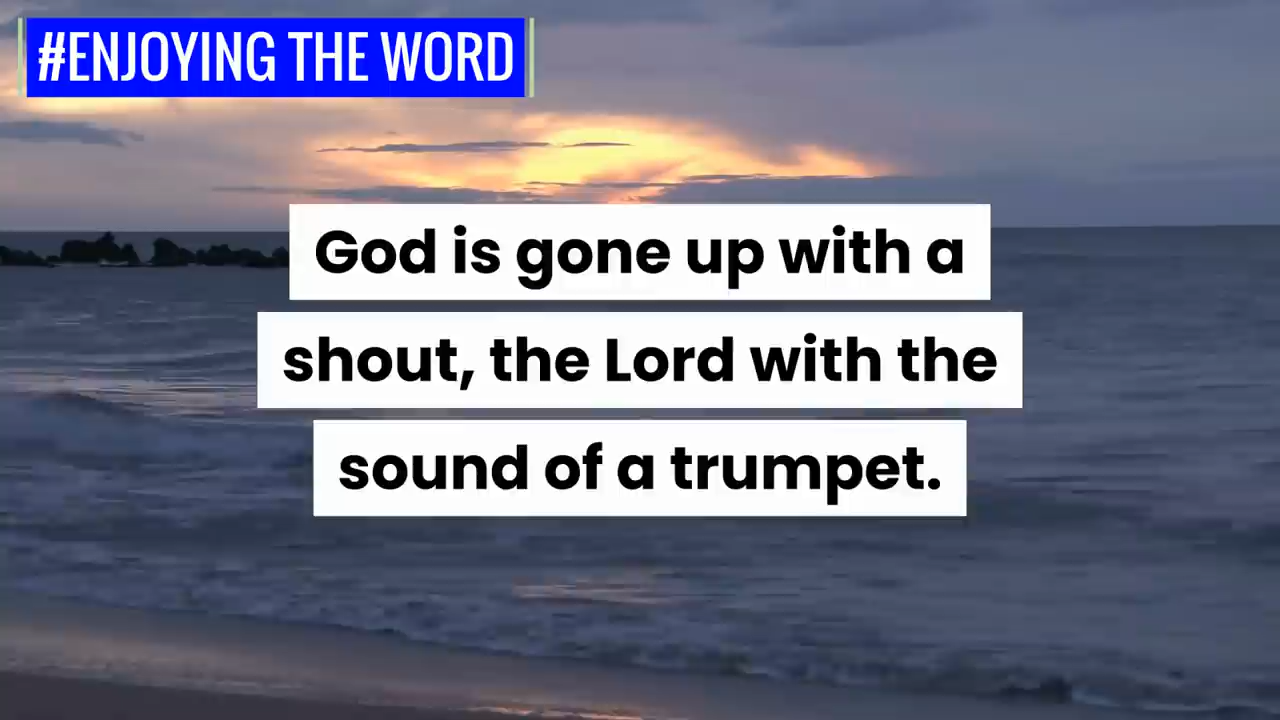 #ENJOYING THE WORD
God is gone up with a
shout, the Lord with the
sound of a trumpet.